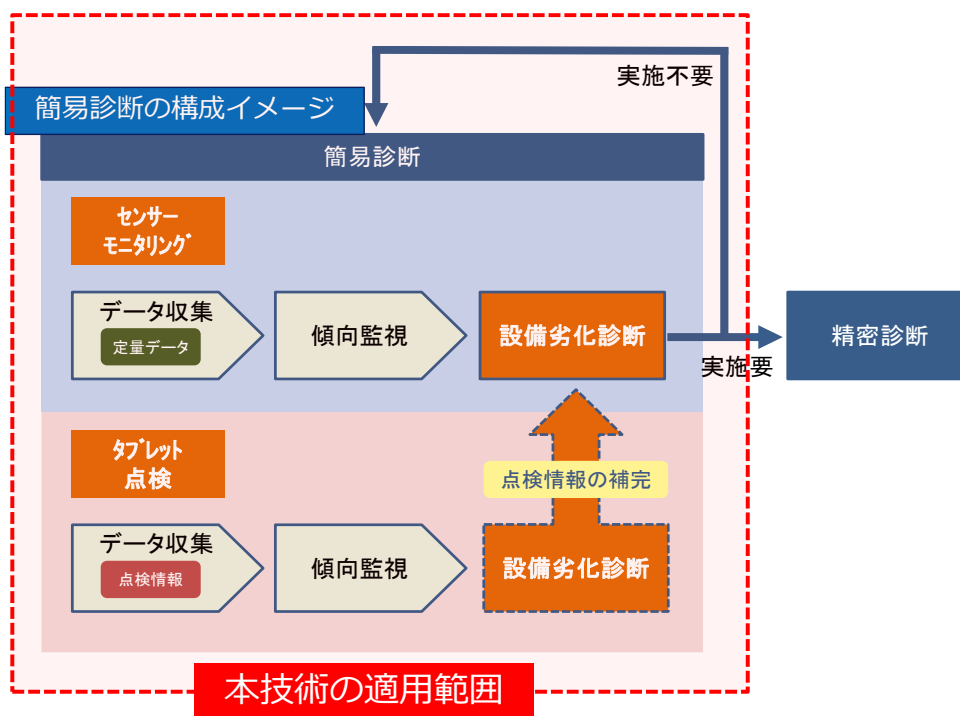 実施不要
簡易診断の構成イメージ
簡易診断
センサー
モニタリング
データ収集
定量データ
傾向監視
設備劣化診断
実施要
精密診断
タブレット
点検
点検情報の補完
データ収集
点検情報
傾向監視
設備劣化診断
本技術の適用範囲